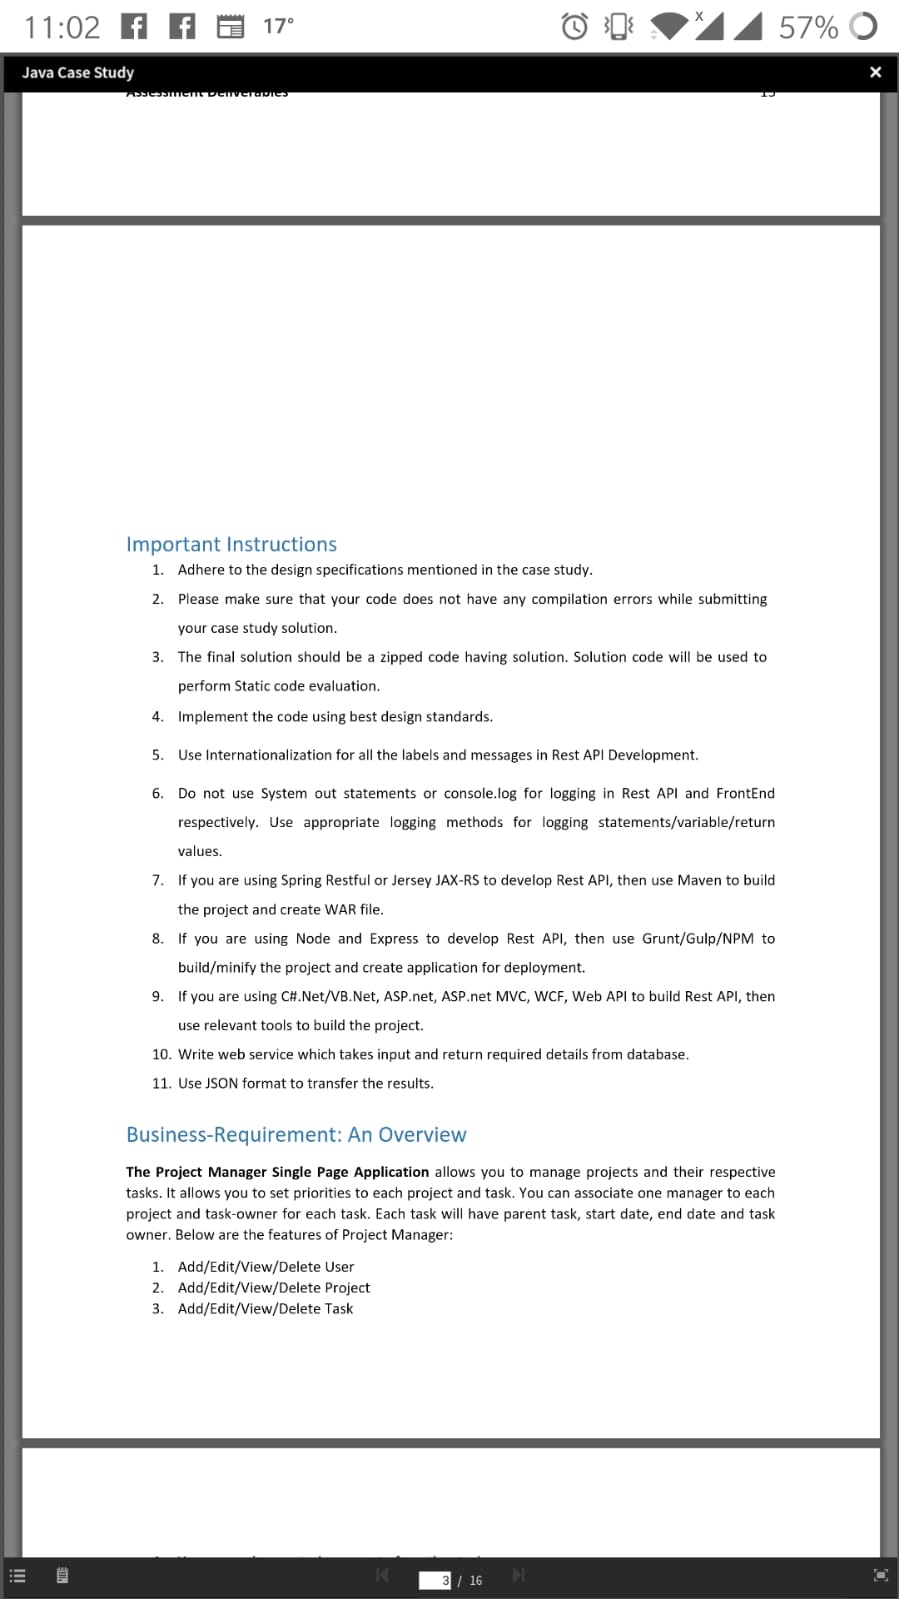 11:02 17° 57%
Java Case Study
Assessment Deliverables 15
Important Instructions
1. Adhere to the design specifications mentioned in the case study.
2. Please make sure that your code does not have any compilation errors while submitting
your case study solution.
3. The final solution should be a zipped code having solution. Solution code will be used to
perform Static code evaluation.
4. Implement the code using best design standards.
5. Use Internationalization for all the labels and messages in Rest API Development.
6. Do not use System out statements or console.log for logging in Rest API and FrontEnd
respectively. Use appropriate logging methods for logging statements/variable/return
values.
7. If you are using Spring Restful or Jersey JAX-RS to develop Rest API, then use Maven to build
the project and create WAR file.
8. If you are using Node and Express to develop Rest API, then use Grunt/Gulp/NPM to
build/minify the project and create application for deployment.
9. If you are using C#.Net/VB.Net, ASP.net, ASP.net MVC, WCF, Web API to build Rest API, then
use relevant tools to build the project.
10. Write web service which takes input and return required details from database.
11. Use JSON format to transfer the results.
Business-Requirement: An Overview
The Project Manager Single Page Application allows you to manage projects and their respective
tasks. It allows you to set priorities to each project and task. You can associate one manager to each
project and task-owner for each task. Each task will have parent task, start date, end date and task
owner. Below are the features of Project Manager:
1. Add/Edit/View/Delete User
2. Add/Edit/View/Delete Project
3. Add/Edit/View/Delete Task
3 / 16